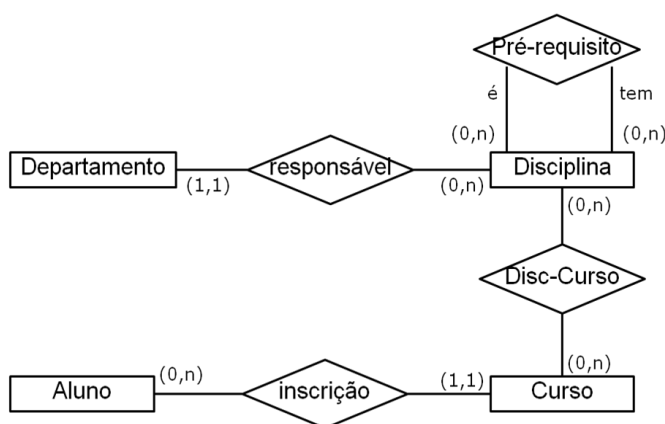 Pré-requisito
é
tem
(0,n)
(0,n)
Departamento
responsável
Disciplina
(1,1)
(0,n)
(0,n)
Disc-Curso
(0,n)
(0,n)
(1,1)
Aluno
inscrição
Curso